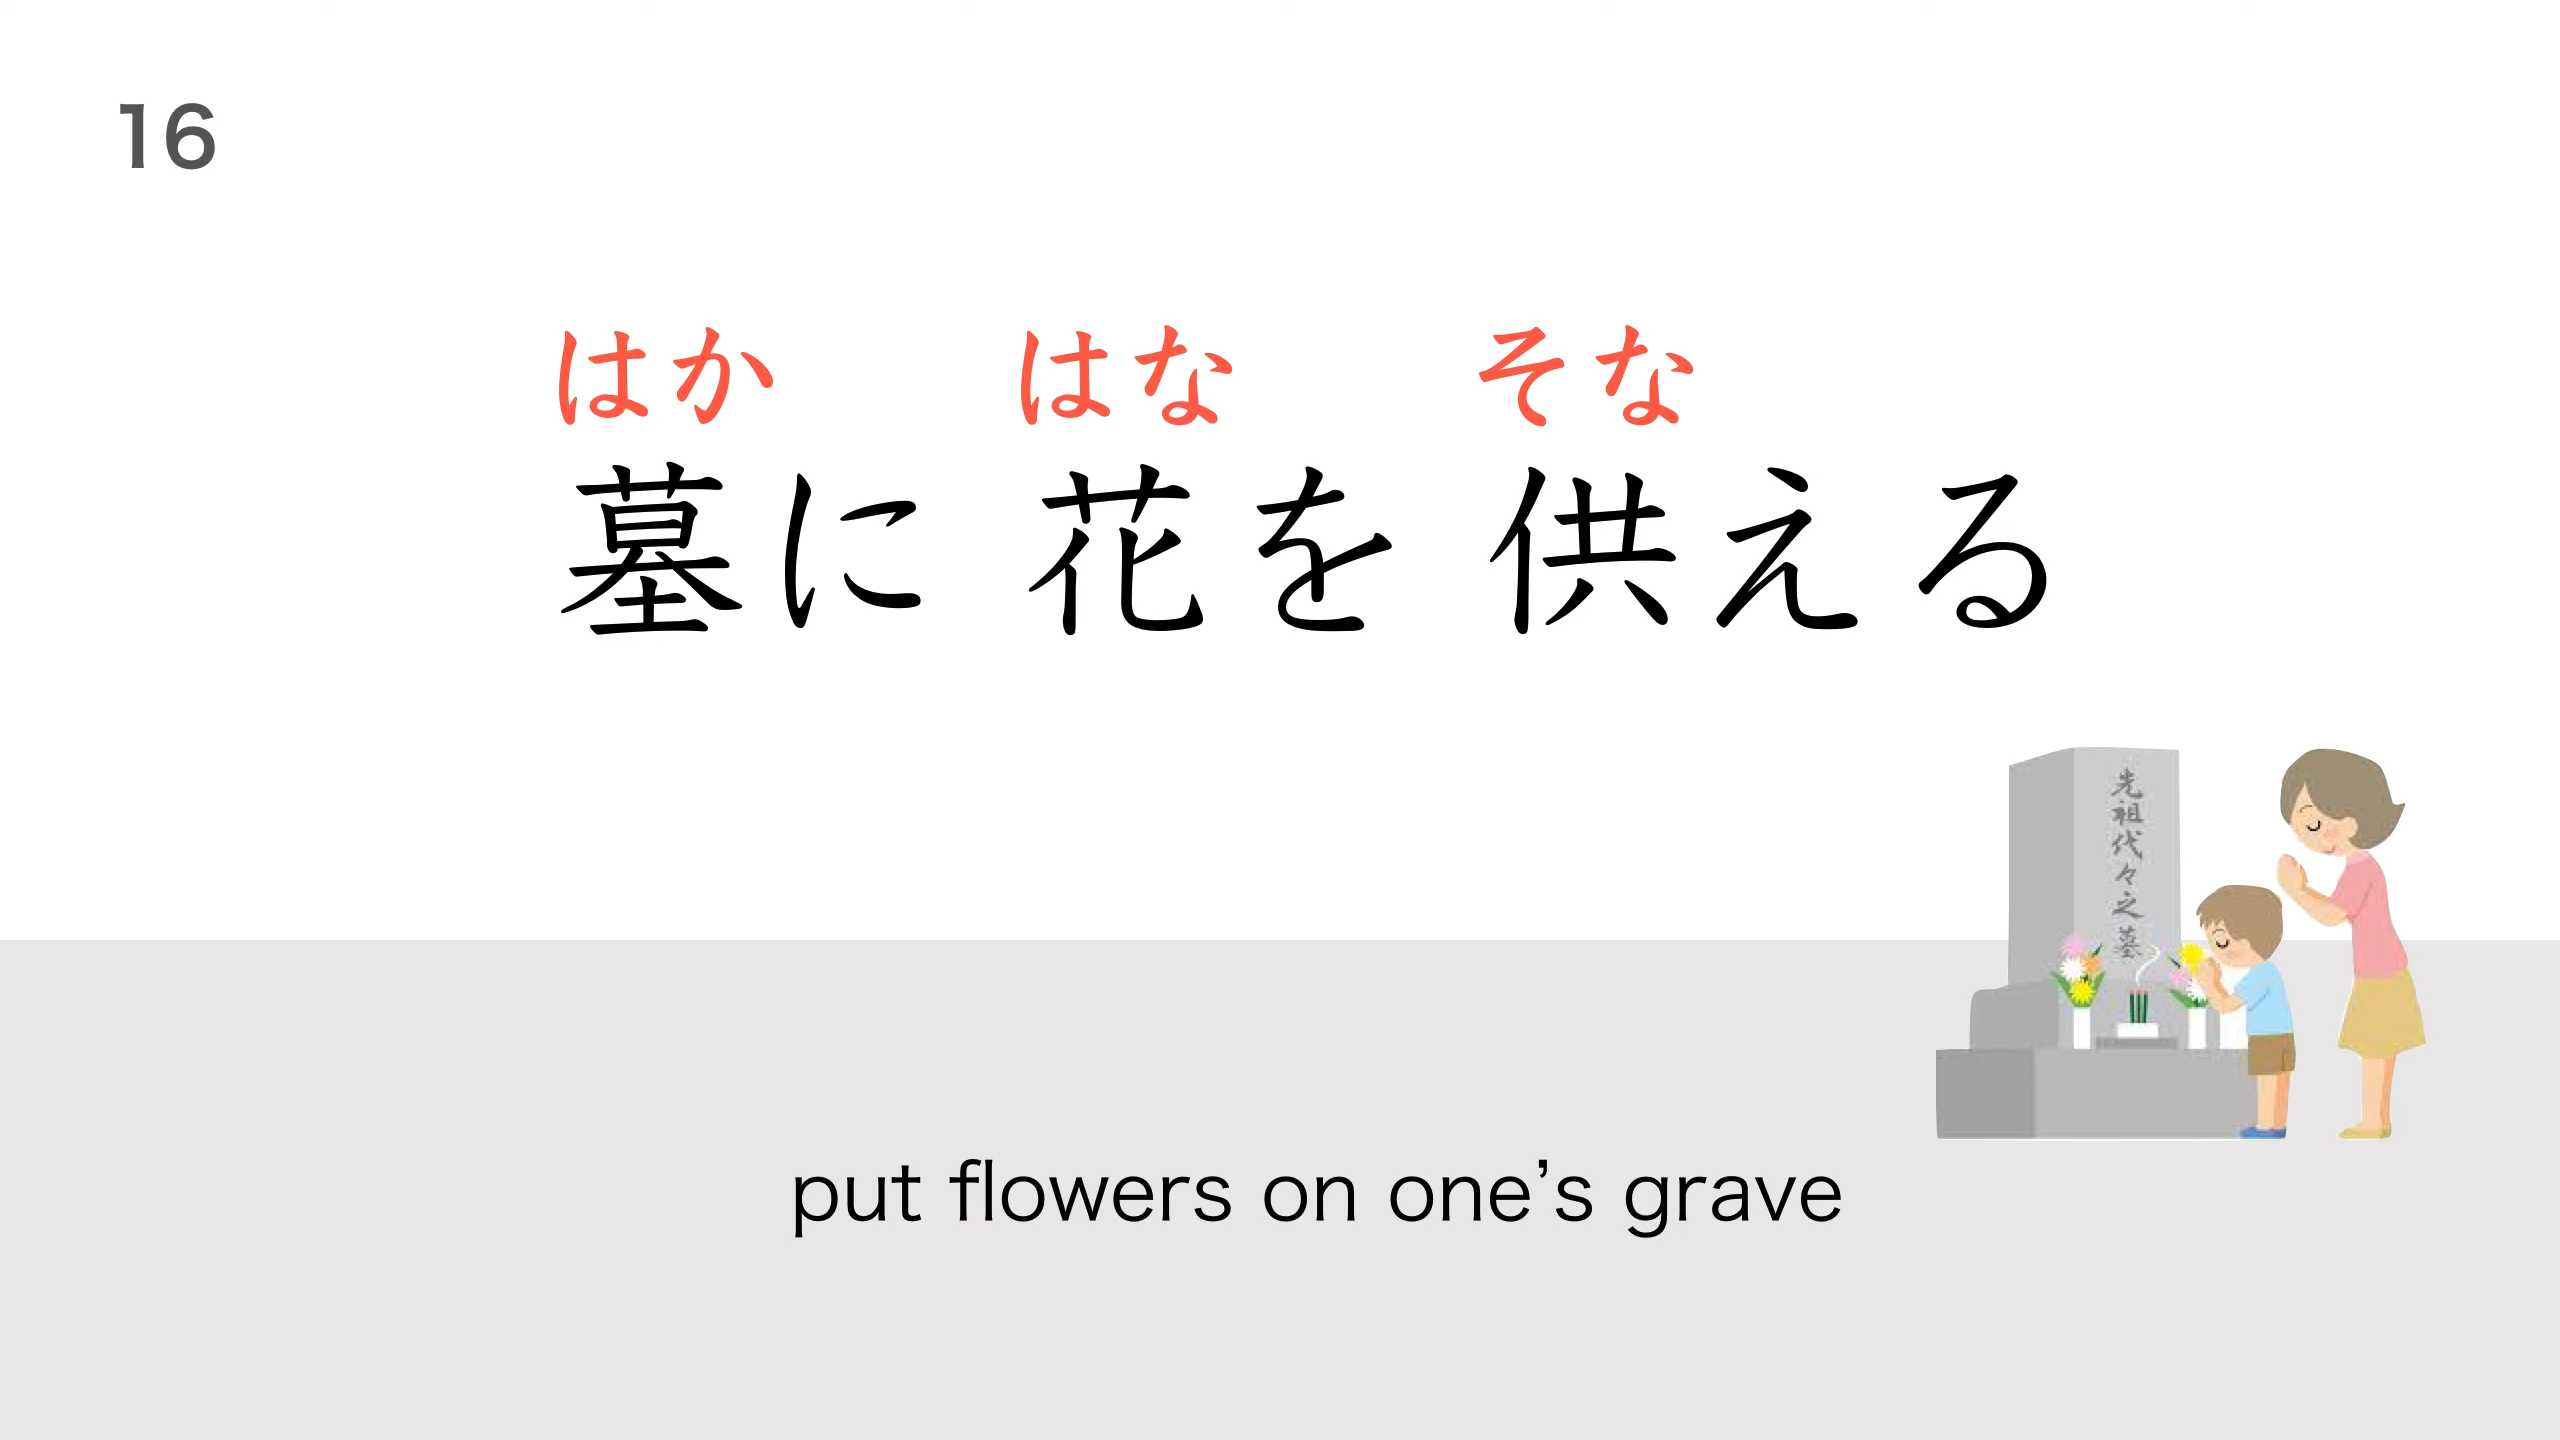 16
はか はな そな
墓に 花を 供える
先祖代々之墓
put flowers on one’s grave